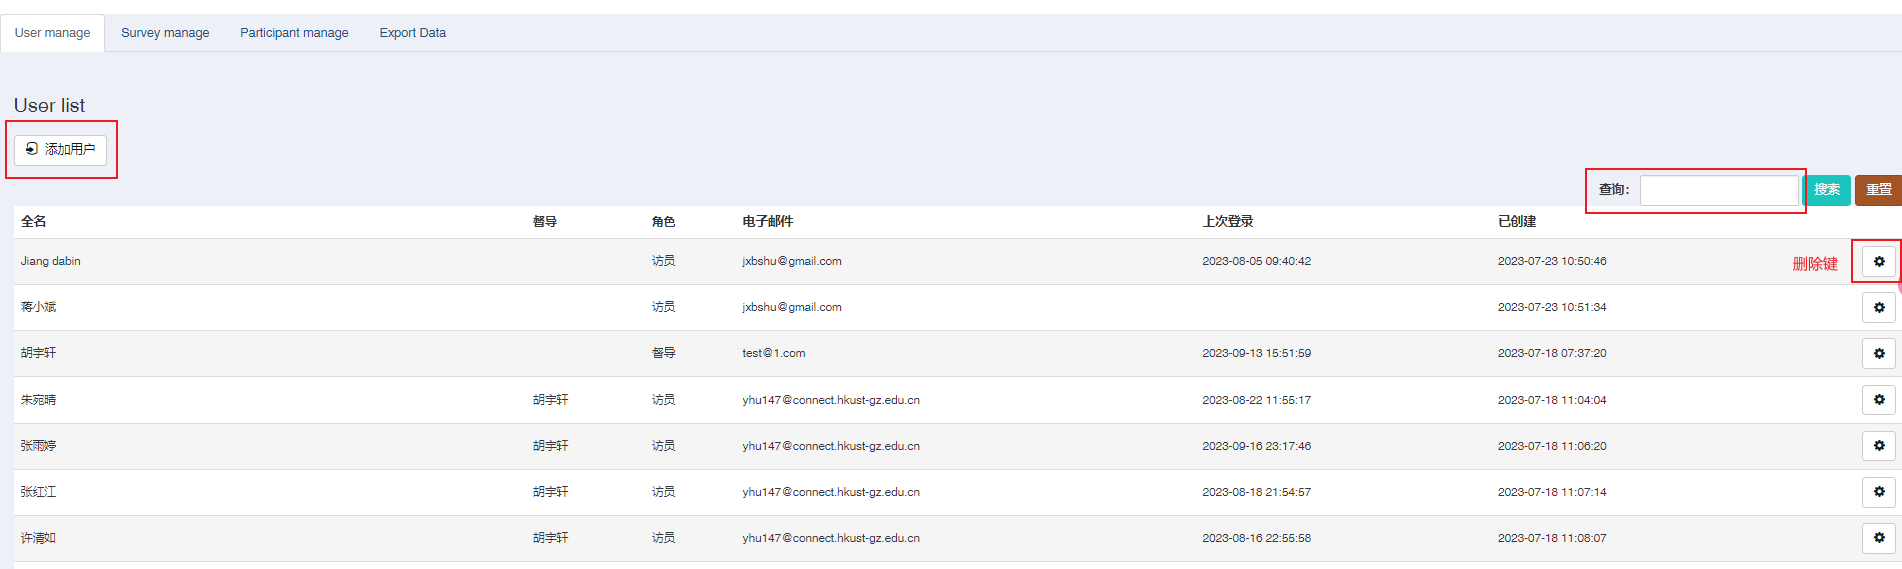 User manage Survey manage Participant manage Export Data
User list
添加用户
查询： 搜索 重置
全名 督导 角色 电子邮件 上次登录 已创建
Jiang dabin 访员 jxbshu@gmail.com 2023-08-05 09:40:42 2023-07-23 10:50:46 删除键
蒋小斌 访员 jxbshu@gmail.com 2023-07-23 10:51:34
胡宇轩 督导 test@1.com 2023-09-13 15:51:59 2023-07-18 07:37:20
朱宛晴 胡宇轩 访员 yhu147@connect.hkust-gz.edu.cn 2023-08-22 11:55:17 2023-07-18 11:04:04
张雨婷 胡宇轩 访员 yhu147@connect.hkust-gz.edu.cn 2023-09-16 23:17:46 2023-07-18 11:06:20
张红江 胡宇轩 访员 yhu147@connect.hkust-gz.edu.cn 2023-08-18 21:54:57 2023-07-18 11:07:14
许清如 胡宇轩 访员 yhu147@connect.hkust-gz.edu.cn 2023-08-16 22:55:58 2023-07-18 11:08:07